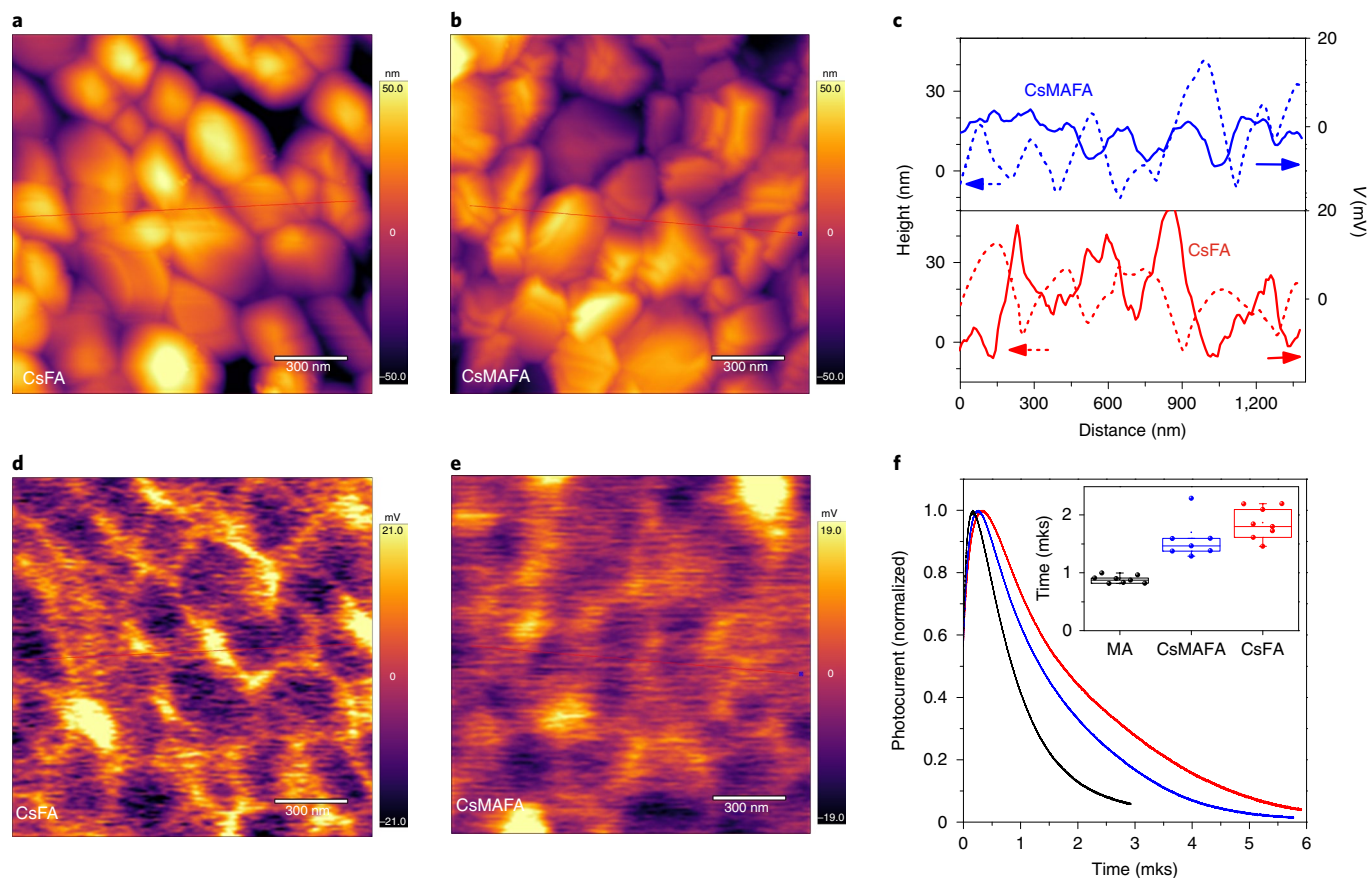 a
nm
50.0
0
–50.0
CsFA
300 nm
b
nm
50.0
0
–50.0
CsMAFA
300 nm
c
CsMAFA
CsFA
30
0
30
0
Height (nm)
20
0
20
0
V (mV)
0
300
600
900
1,200
Distance (nm)
d
mV
21.0
0
–21.0
CsFA
300 nm
e
mV
19.0
0
–19.0
CsMAFA
300 nm
f
1.0
0.8
0.6
0.4
0.2
0
Photocurrent (normalized)
2
1
0
Time (mks)
MA CsMAFA CsFA
0 1 2 3 4 5 6
Time (mks)